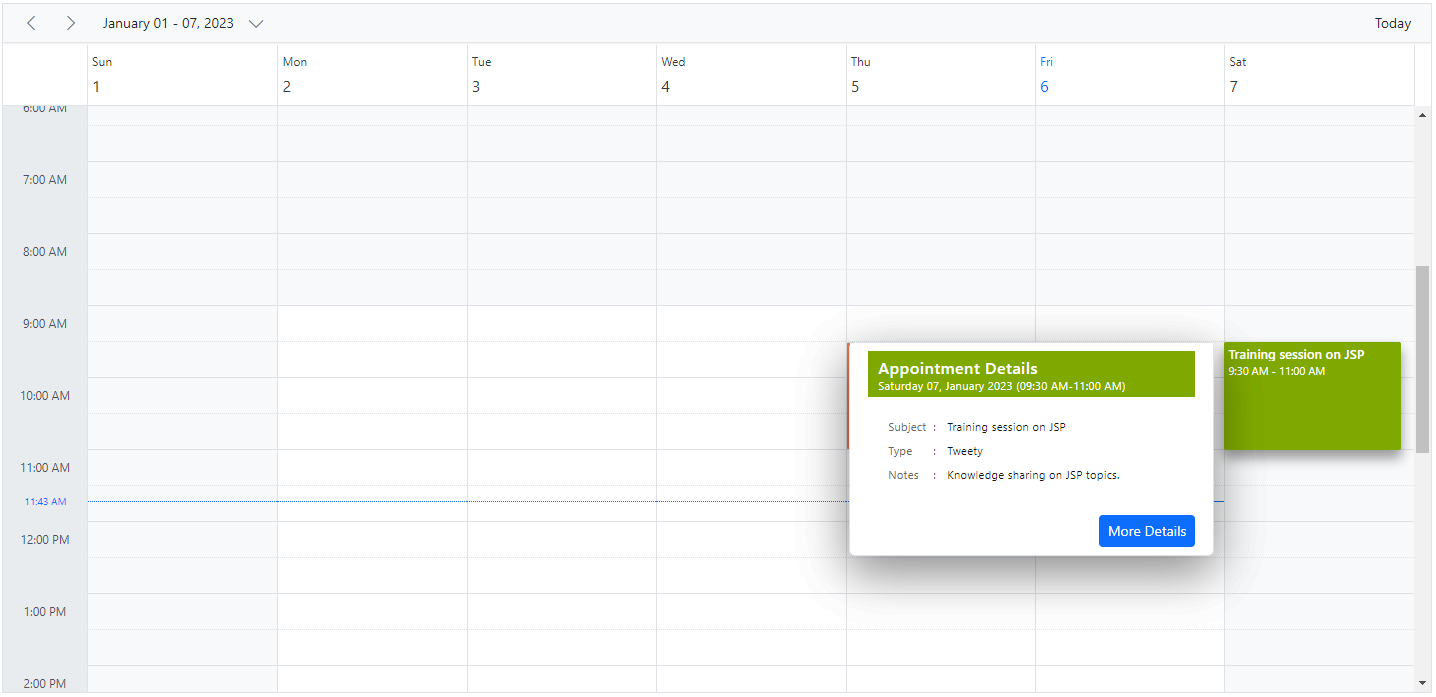 January 01 - 07, 2023
Today
Sun
Mon
Tue
Wed
Thu
Fri
Sat
1
2
3
4
5
6
7
6:00 AM
7:00 AM
8:00 AM
9:00 AM
10:00 AM
11:00 AM
11:43 AM
12:00 PM
1:00 PM
2:00 PM
Appointment Details
Saturday 07, January 2023 (09:30 AM-11:00 AM)
Subject : Training session on JSP
Type : Tweety
Notes : Knowledge sharing on JSP topics.
More Details
Training session on JSP
9:30 AM - 11:00 AM